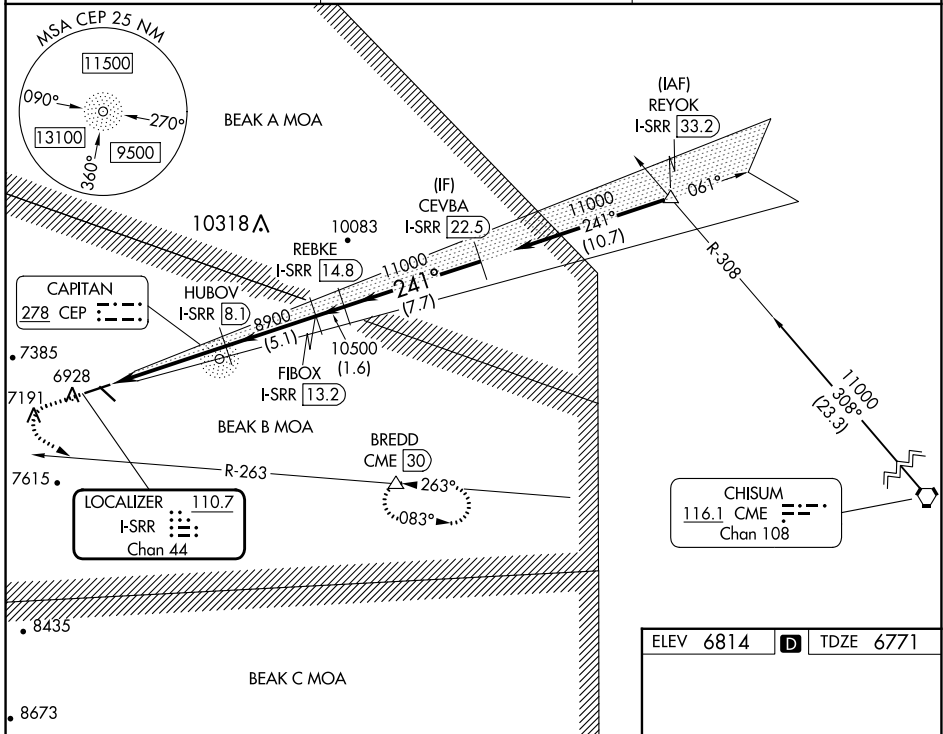 MSA CEP 25 NM
11500
090°
270°
13100
9500
360°
BEAK A MOA
(IAF)
REYOK
I-SRR 33.2
061°
11000
241°
(10.7)
(IF)
CEVBA
I-SRR 22.5
10318
10083
REBKE
I-SRR 14.8
11000
241°
(7.7)
R-308
CAPITAN
278 CEP
HUBOV
I-SRR 8.1
8900
(5.1)
10500
(1.6)
FIBOX
I-SRR 13.2
7385
6928
7191
BEAK B MOA
11000
308°
(23.3)
BREDD
CME 30
R-263
263°
083°
7615
LOCALIZER 110.7
I-SRR
Chan 44
CHISUM
116.1 CME
Chan 108
8435
BEAK C MOA
8673
ELEV 6814 D TDZE 6771